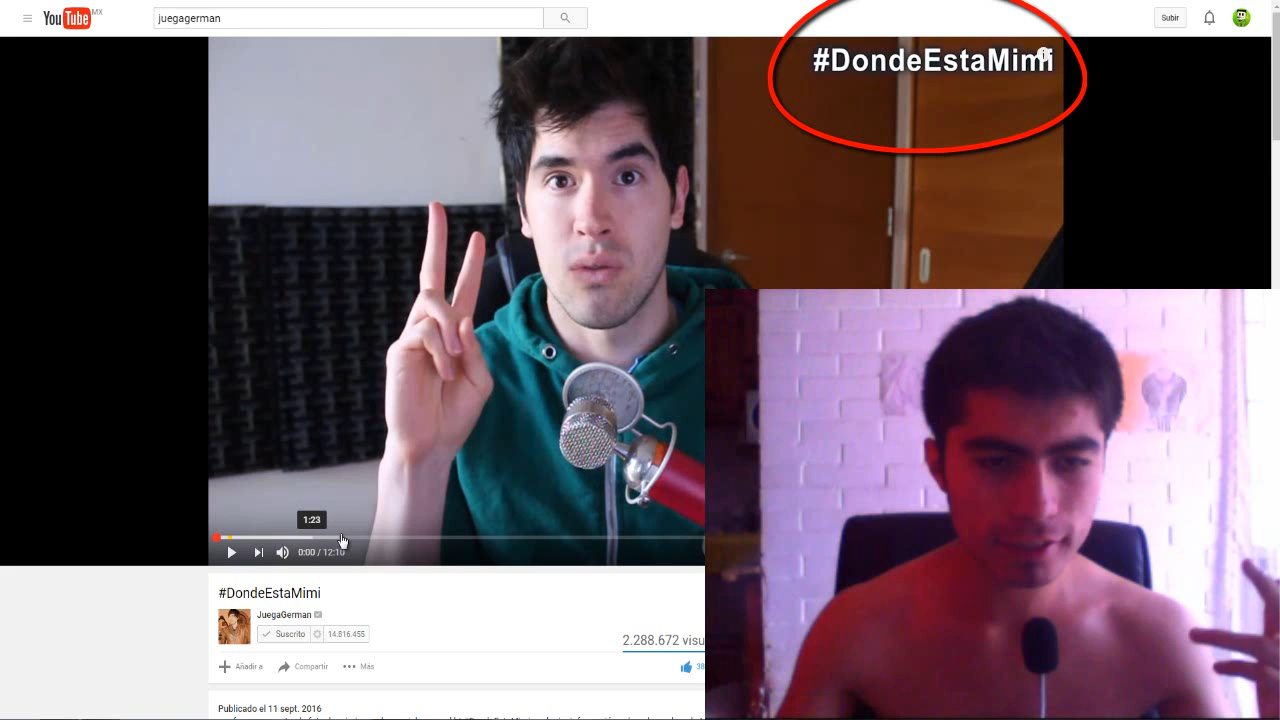 YouTube MX
juegagerman
Subir
#DondeEstaMimi
1:23
0:00 / 12:10
#DondeEstaMimi
JuegaGerman
Suscrito 14.816.455
2.288.672 visu
Añadir a Compartir Más 38
Publicado el 11 sept. 2016